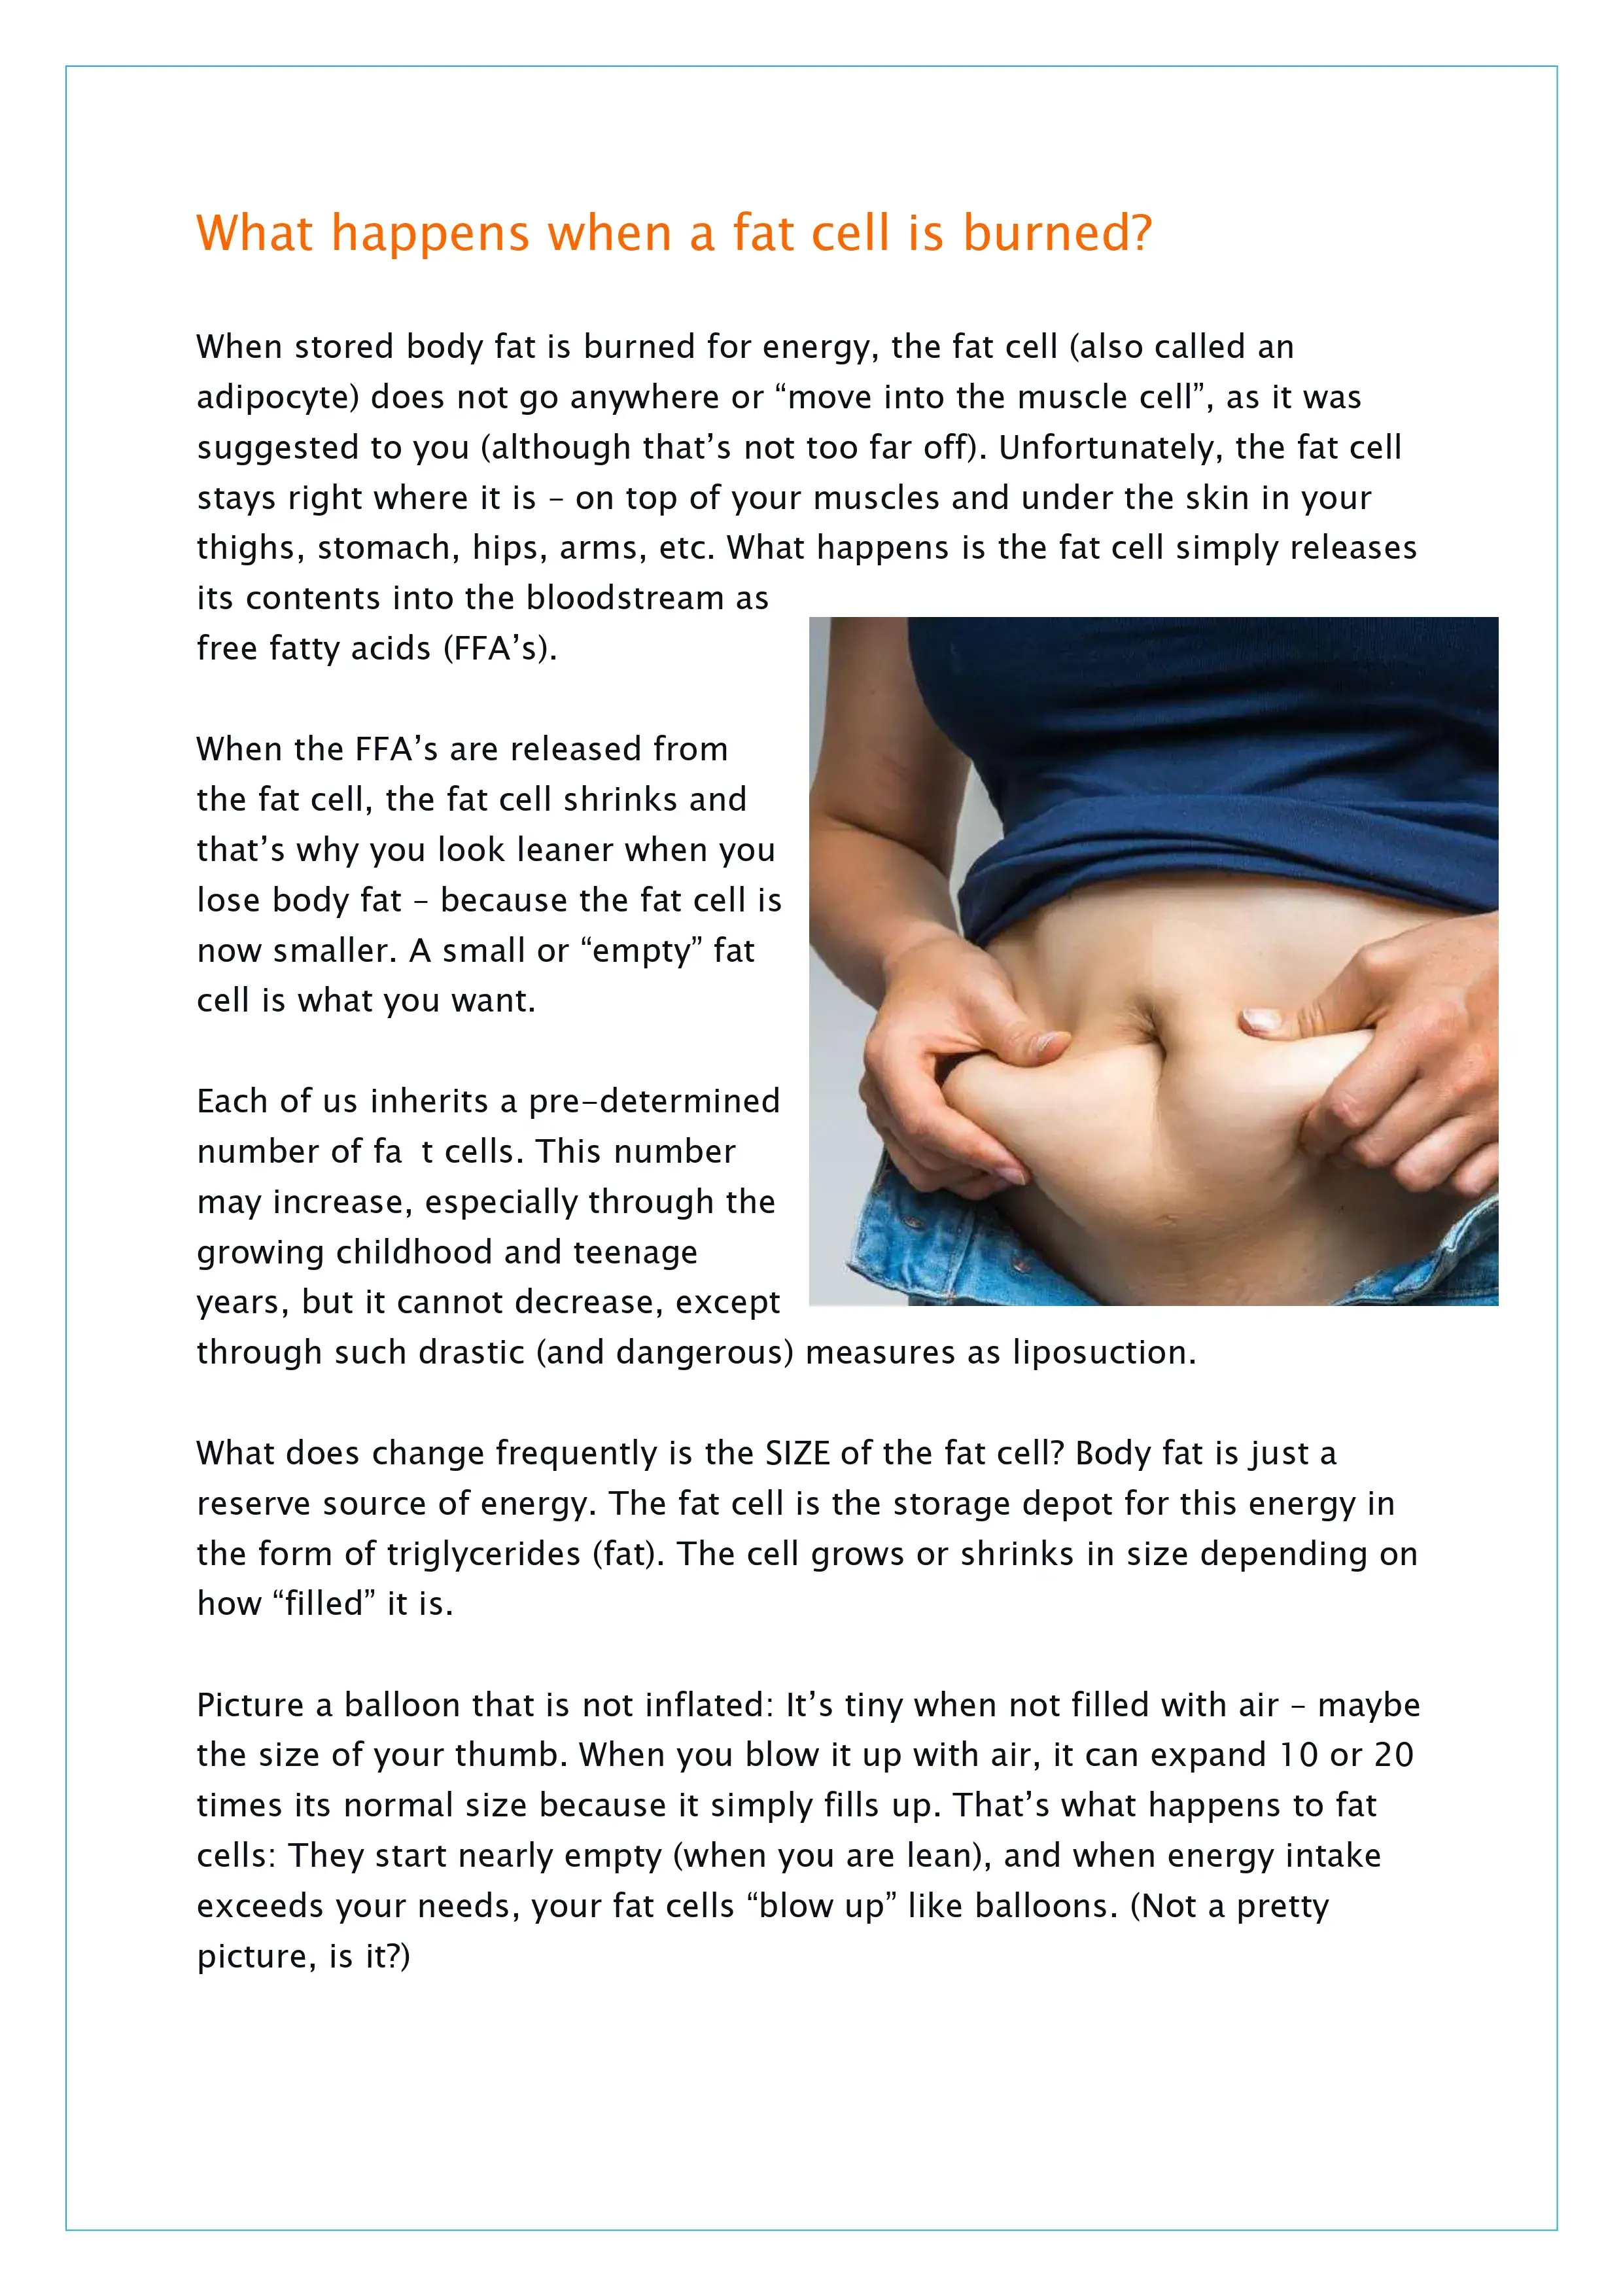 What happens when a fat cell is burned?
When stored body fat is burned for energy, the fat cell (also called an
adipocyte) does not go anywhere or “move into the muscle cell”, as it was
suggested to you (although that’s not too far off). Unfortunately, the fat cell
stays right where it is – on top of your muscles and under the skin in your
thighs, stomach, hips, arms, etc. What happens is the fat cell simply releases
its contents into the bloodstream as
free fatty acids (FFA’s).
When the FFA’s are released from
the fat cell, the fat cell shrinks and
that’s why you look leaner when you
lose body fat – because the fat cell is
now smaller. A small or “empty” fat
cell is what you want.
Each of us inherits a pre-determined
number of fa t cells. This number
may increase, especially through the
growing childhood and teenage
years, but it cannot decrease, except
through such drastic (and dangerous) measures as liposuction.
What does change frequently is the SIZE of the fat cell? Body fat is just a
reserve source of energy. The fat cell is the storage depot for this energy in
the form of triglycerides (fat). The cell grows or shrinks in size depending on
how “filled” it is.
Picture a balloon that is not inflated: It’s tiny when not filled with air – maybe
the size of your thumb. When you blow it up with air, it can expand 10 or 20
times its normal size because it simply fills up. That’s what happens to fat
cells: They start nearly empty (when you are lean), and when energy intake
exceeds your needs, your fat cells “blow up” like balloons. (Not a pretty
picture, is it?)